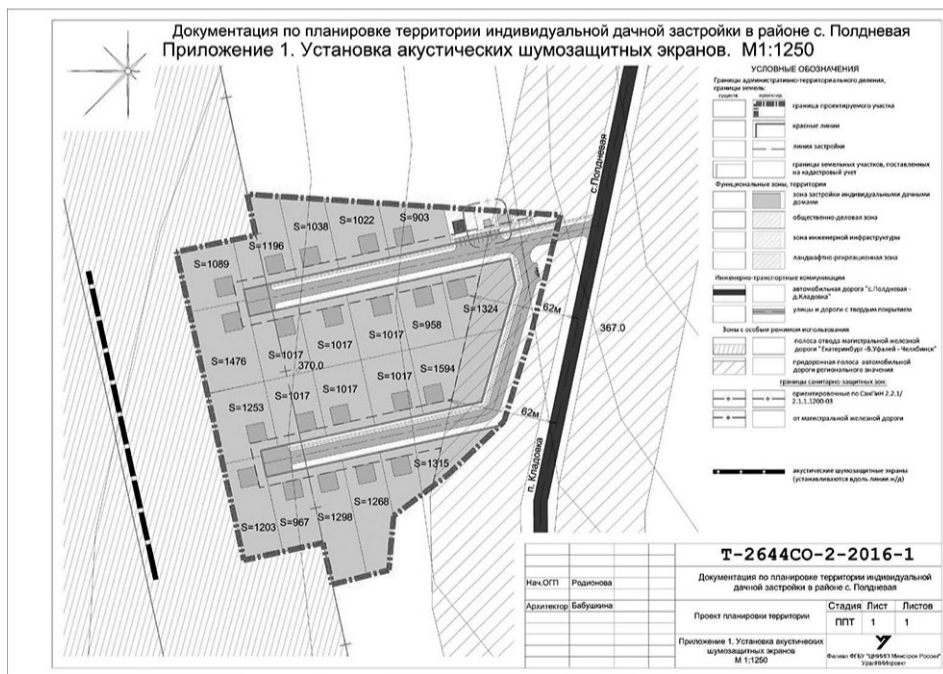 Документация по планировке территории индивидуальной дачной застройки в районе с. Полдневая
Приложение 1. Установка акустических шумозащитных экранов. М1:1250
УСЛОВНЫЕ ОБОЗНАЧЕНИЯ
Границы административно-территориального деления,
границы земель:
граница проектируемого участка
красные линии
линии застройки
границы земельных участков, поставленных
на кадастровый учет
Функциональные зоны, территории
зона застройки индивидуальными дачными
домами
общественно-деловая зона
зона инженерной инфраструктуры
ландшафтно-рекреационная зона
Инженерно-транспортные коммуникации
автомобильная дорога "с.Полдневая -
д.Кладовка"
улицы и дороги с твердым покрытием
Зоны с особым режимом использования
полоса отвода магистральной железной
дороги "Екатеринбург -В.Уфалей - Челябинск"
придорожная полоса автомобильной
дороги регионального значения
границы санитарно-защитных зон:
ориентировочные по СанПиН 2.2.1/
2.1.1.1200-03
от магистральной железной дороги
акустические шумозащитные экраны
(устанавливаются вдоль линии ж/д)
с.Полдневая
S=903
S=1022
S=1038
S=1196
S=1089
S=1324
62м
367.0
S=958
S=1017
S=1017
S=1017
S=1476
370.0
S=1594
S=1017
S=1017
S=1017
S=1253
62м
п. Кладовка
S=1315
S=1268
S=1298
S=967
S=1203
Т-2644СО-2-2016-1
Нач.ОГП Родионова
Документация по планировке территории индивидуальной
дачной застройки в районе с. Полдневая
Архитектор Бабушкина
Проект планировки территории
Стадия Лист Листов
ППТ 1 1
Приложение 1. Установка акустических
шумозащитных экранов
М 1:1250
Филиал ФГБУ "ЦНИИП Минстроя России"
УралНИИпроект